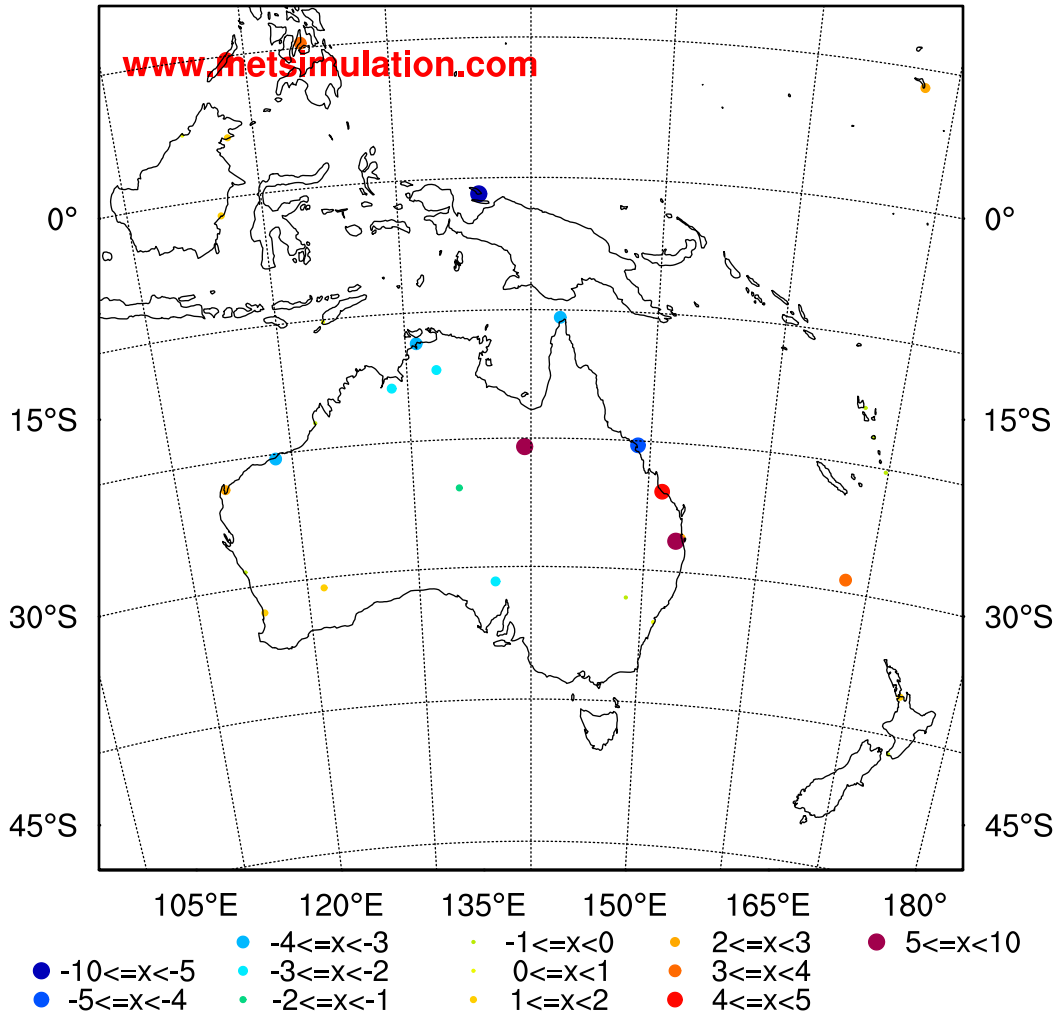 www.metsimulation.com
0° 0°
15°S 15°S
30°S 30°S
45°S 45°S
105°E 120°E 135°E 150°E 165°E 180°
-4<=x<-3 -1<=x<0 2<=x<3 5<=x<10
-10<=x<-5 -3<=x<-2 0<=x<1 3<=x<4
-5<=x<-4 -2<=x<-1 1<=x<2 4<=x<5